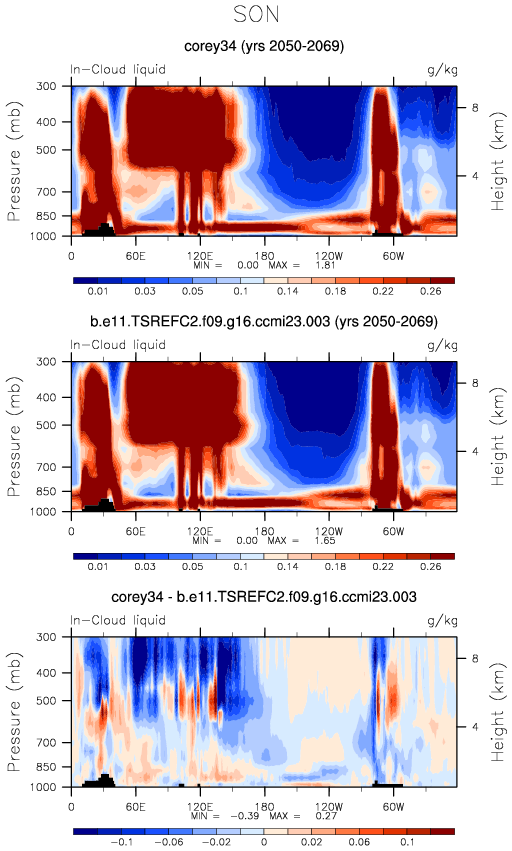 SON
corey34 (yrs 2050-2069)
In-Cloud liquid g/kg
300
400
500
700
850
1000
Pressure (mb)
8
4
Height (km)
0 60E 120E 180 120W 60W
MIN = 0.00 MAX = 1.81
0.01 0.03 0.05 0.07 0.1 0.14 0.18 0.22 0.26
b.e11.TSREFC2.f09.g16.ccmi23.003 (yrs 2050-2069)
In-Cloud liquid g/kg
300
400
500
700
850
1000
Pressure (mb)
8
4
Height (km)
0 60E 120E 180 120W 60W
MIN = 0.00 MAX = 1.65
0.01 0.03 0.05 0.07 0.1 0.14 0.18 0.22 0.26
corey34 - b.e11.TSREFC2.f09.g16.ccmi23.003
In-Cloud liquid g/kg
300
400
500
700
850
1000
Pressure (mb)
8
4
Height (km)
0 60E 120E 180 120W 60W
MIN = -0.39 MAX = 0.27
-0.1 -0.06 -0.02 0 0.02 0.06 0.1